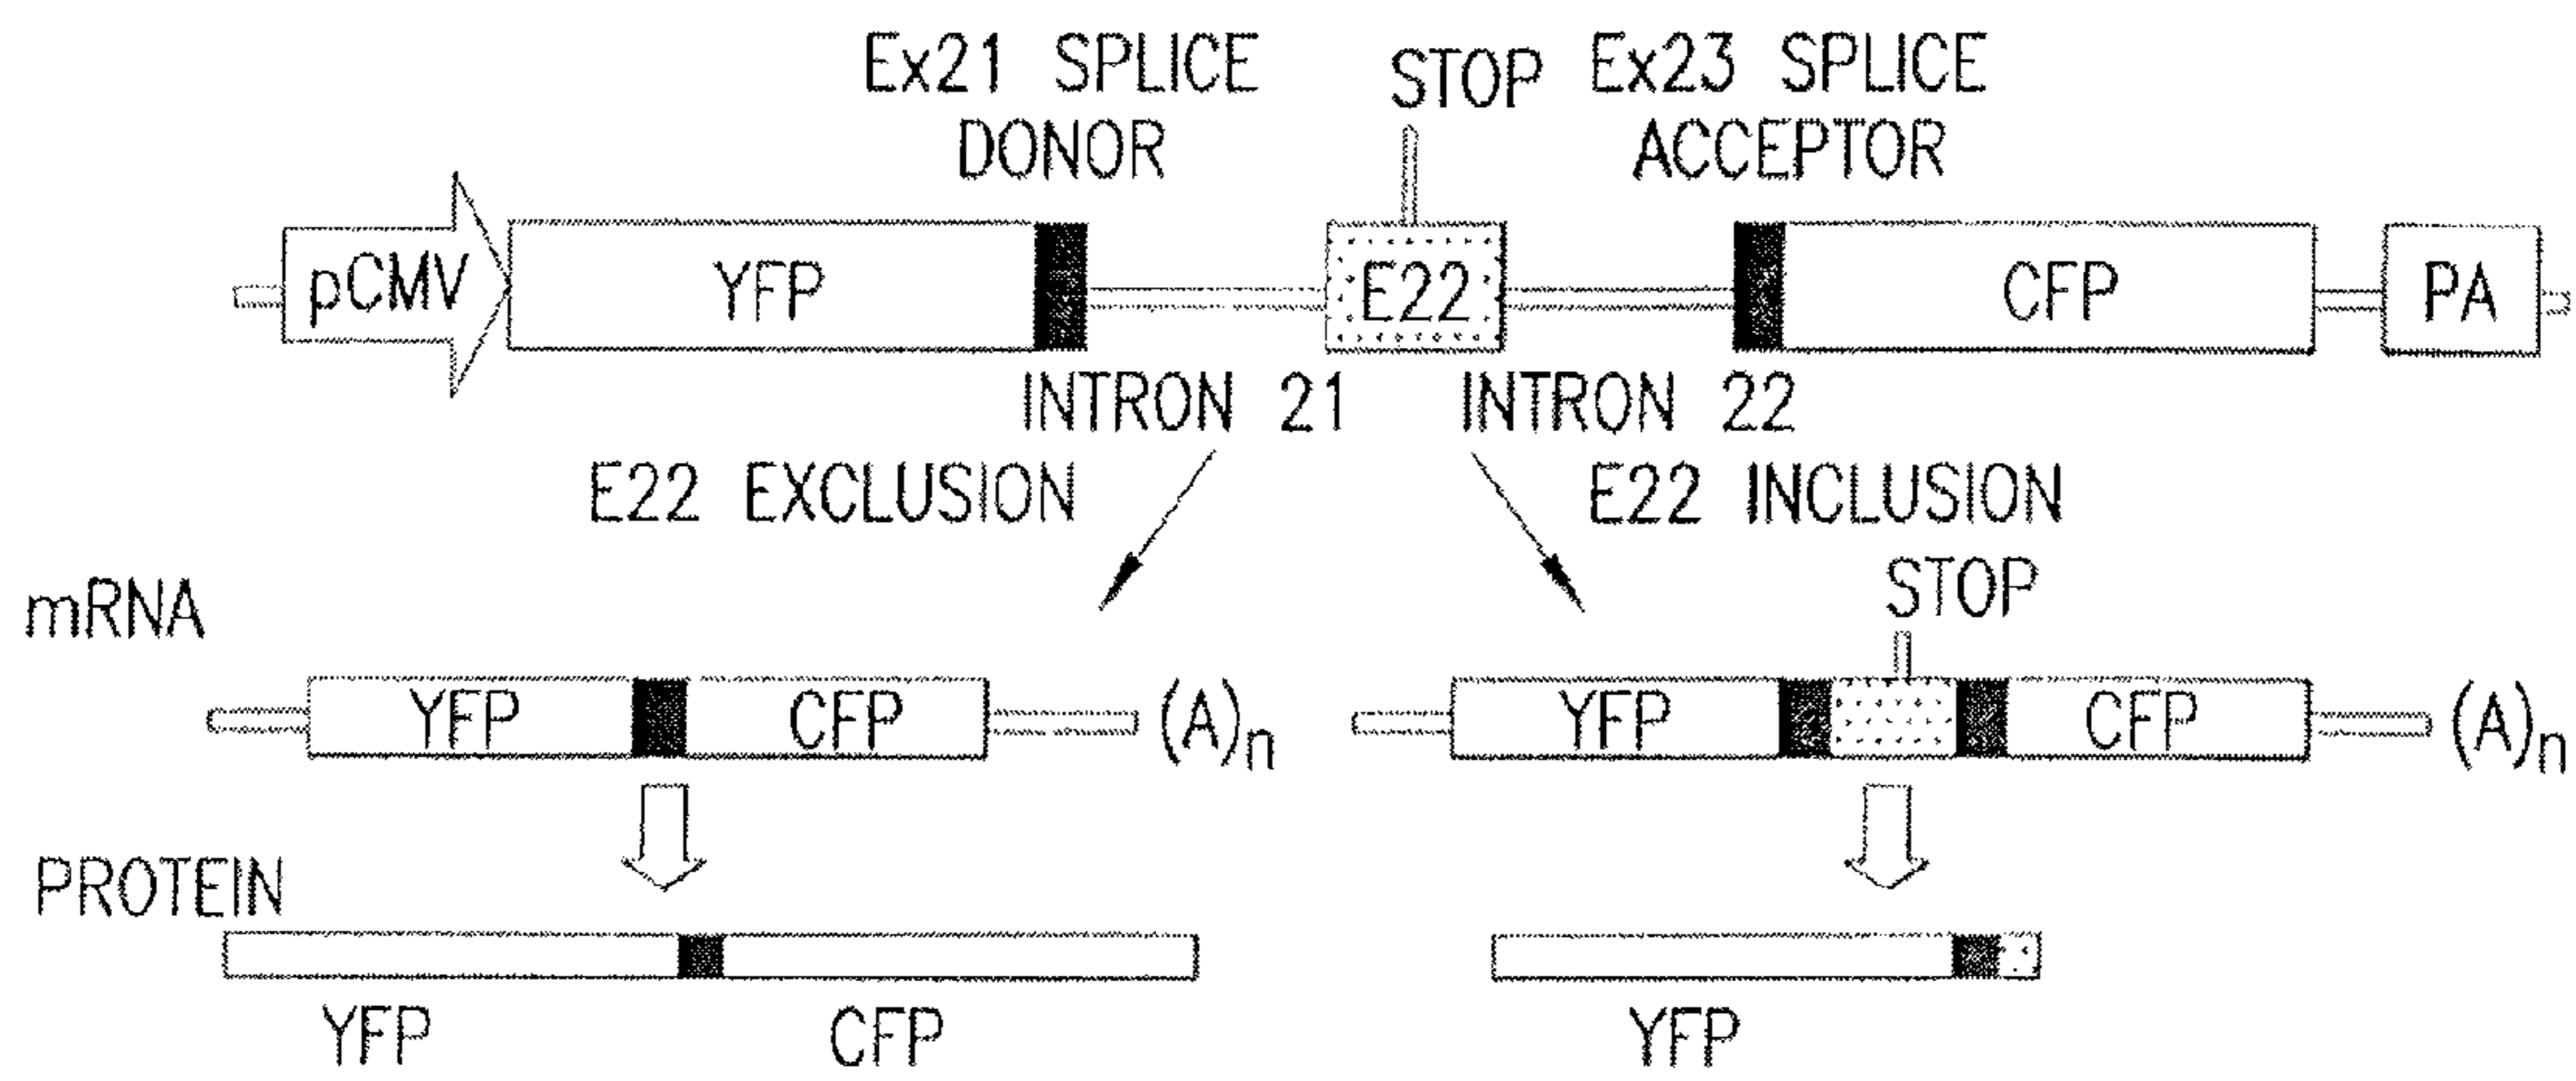 Ex21 SPLICE
DONOR
STOP
Ex23 SPLICE
ACCEPTOR
pCMV
YFP
E22
CFP
PA
INTRON 21
INTRON 22
E22 EXCLUSION
E22 INCLUSION
STOP
mRNA
YFP
CFP
(A)n
YFP
CFP
(A)n
PROTEIN
YFP
CFP
YFP